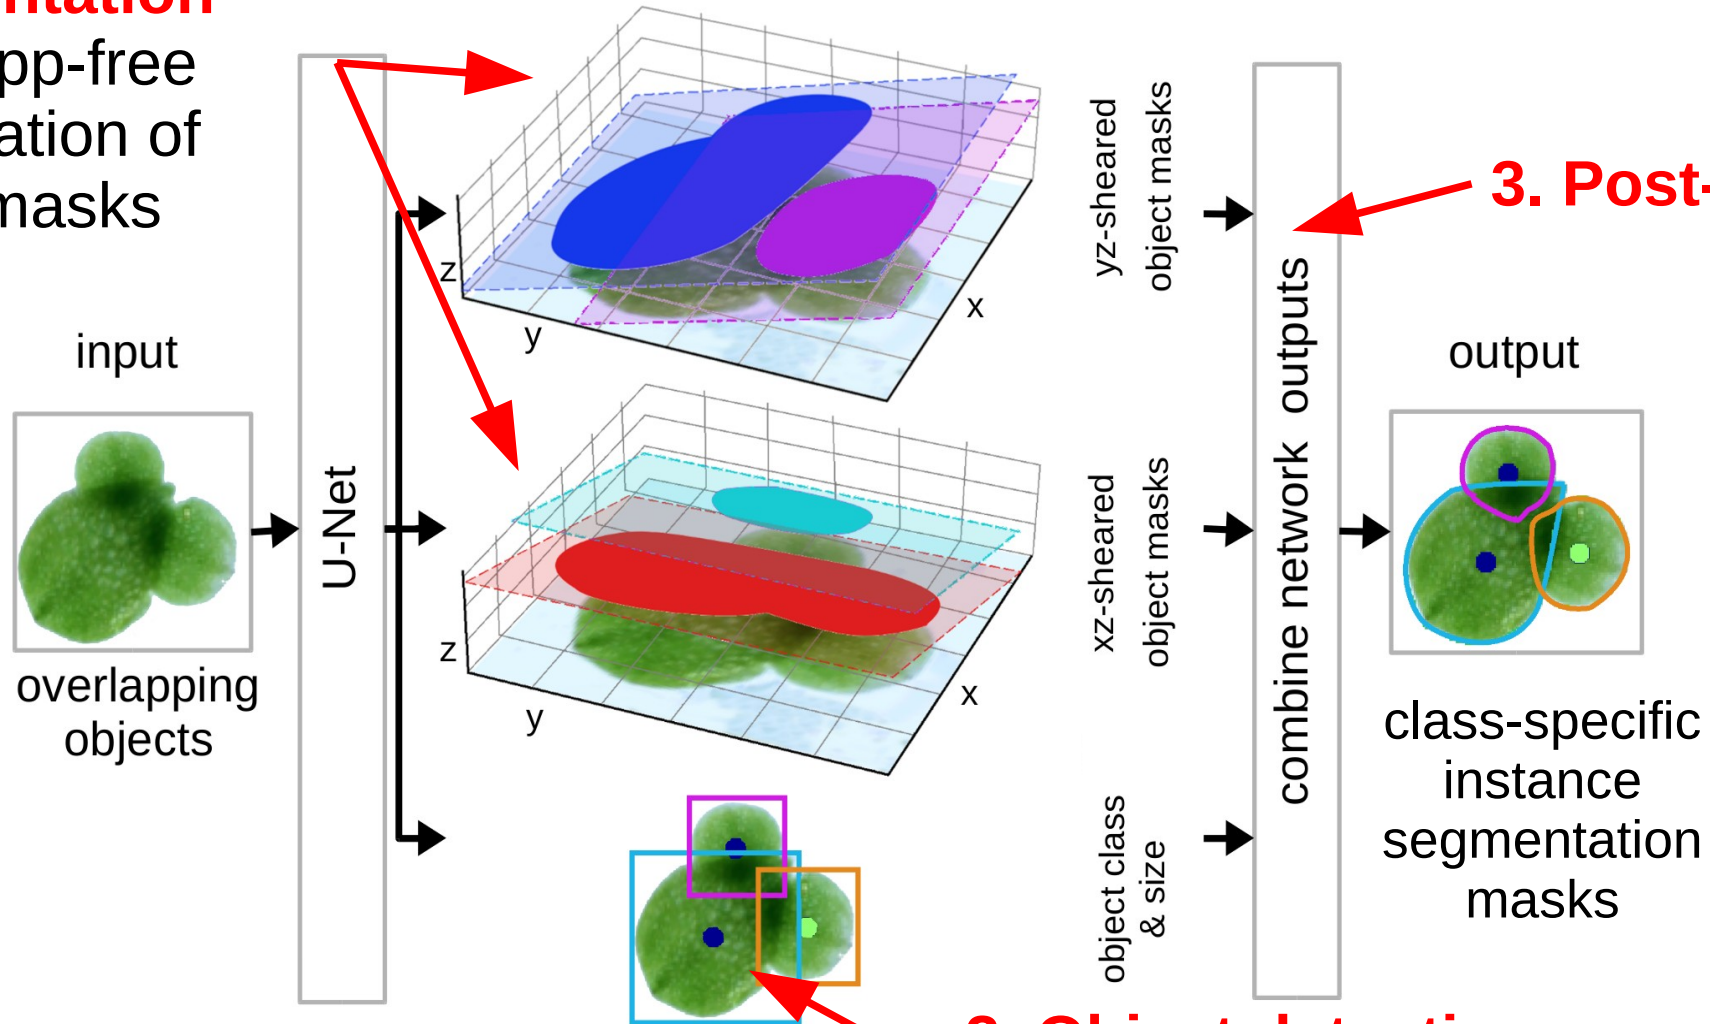 pp-free
ation of
masks
input
overlapping
objects
U-Net
z
y
x
yz-sheared
object masks
z
y
x
xz-sheared
object masks
object class
& size
combine network outputs
3. Post-
output
class-specific
instance
segmentation
masks